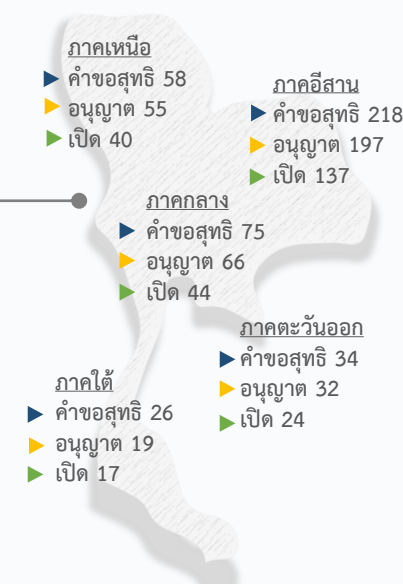 ภาคเหนือ
คำขอสุทธิ 58
อนุญาต 55
เปิด 40
ภาคอีสาน
คำขอสุทธิ 218
อนุญาต 197
เปิด 137
ภาคกลาง
คำขอสุทธิ 75
อนุญาต 66
เปิด 44
ภาคตะวันออก
คำขอสุทธิ 34
อนุญาต 32
เปิด 24
ภาคใต้
คำขอสุทธิ 26
อนุญาต 19
เปิด 17